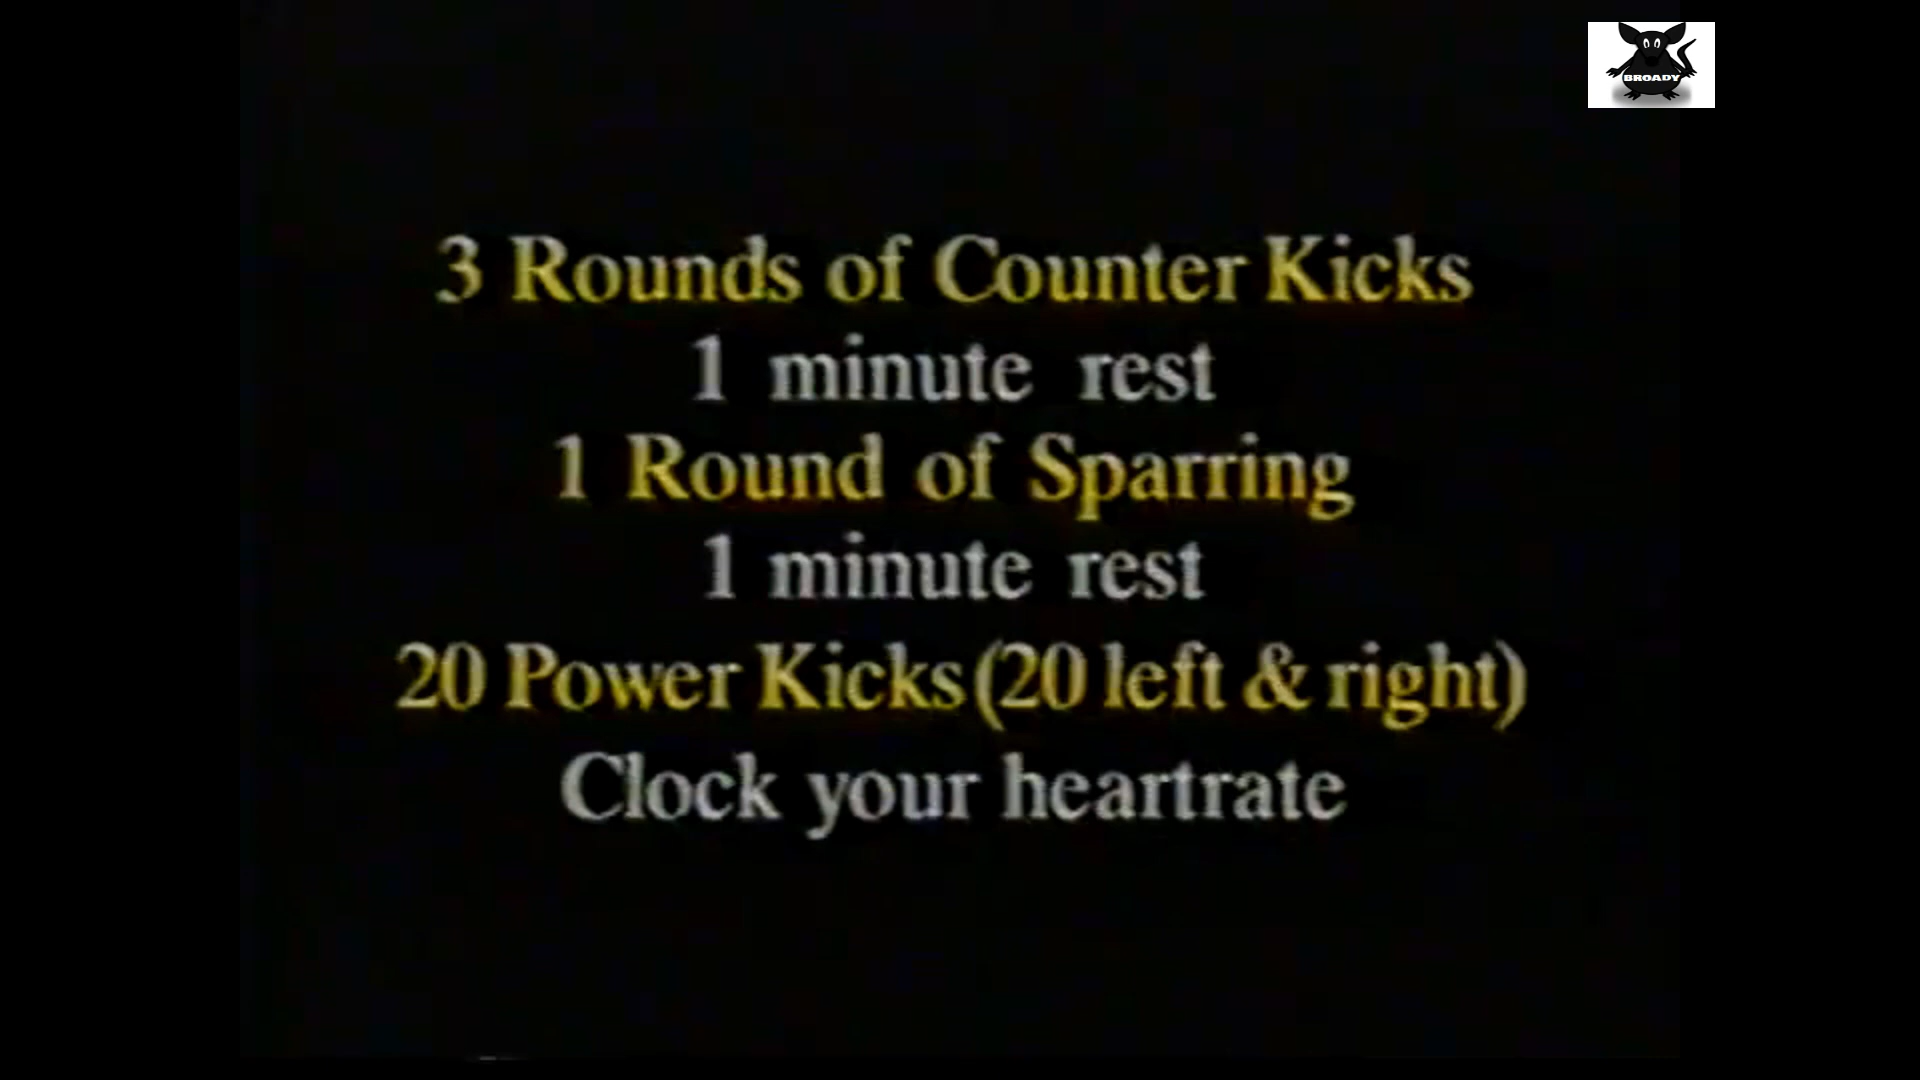 BROADY
3 Rounds of Counter Kicks
1 minute rest
1 Round of Sparring
1 minute rest
20 Power Kicks (20 left & right)
Clock your heartrate